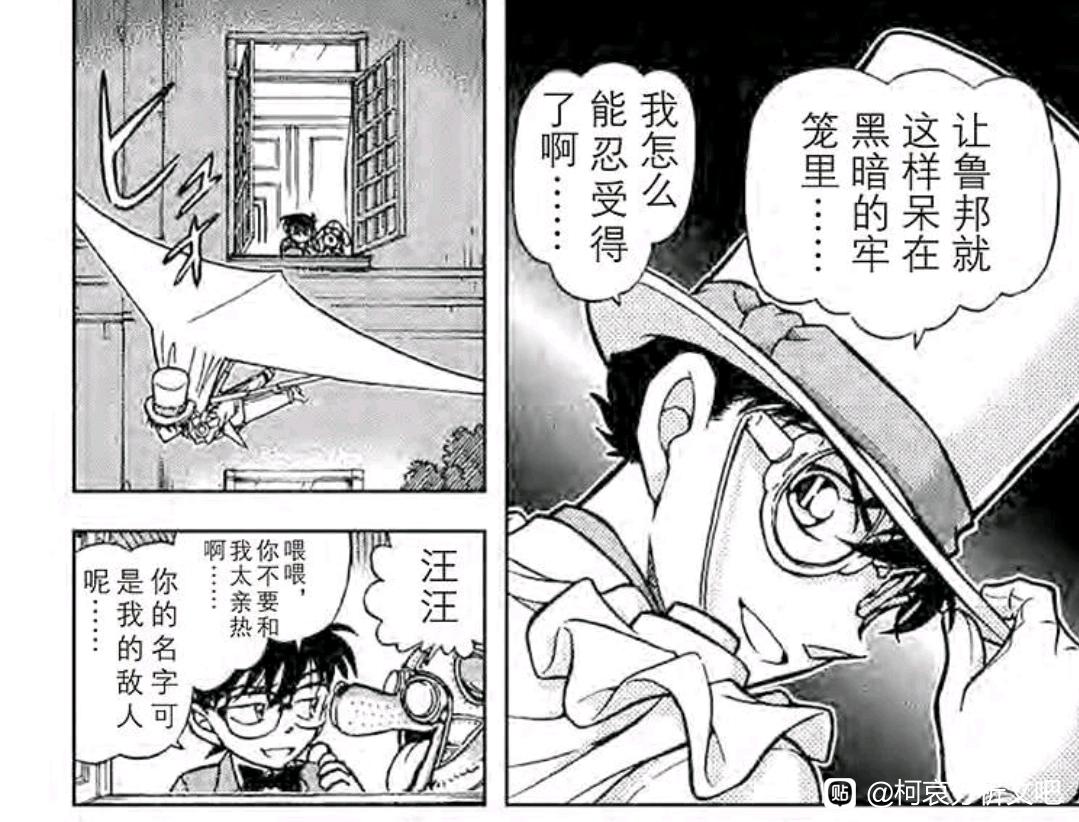 让鲁邦就
这样呆在
黑暗的牢
笼里……
我怎么
能忍受得
了啊……
ヒュオ
汪汪
喂喂，
你不要和
我太亲热
啊……
你的名字可
是我的敌人
呢……
贴 @柯哀